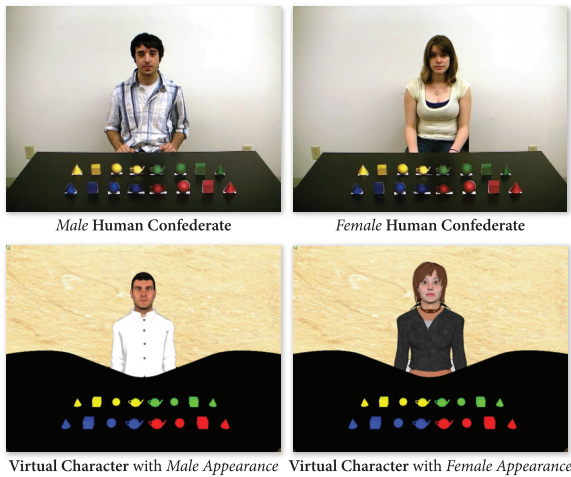 Male Human Confederate
Female Human Confederate
Virtual Character with Male Appearance
Virtual Character with Female Appearance